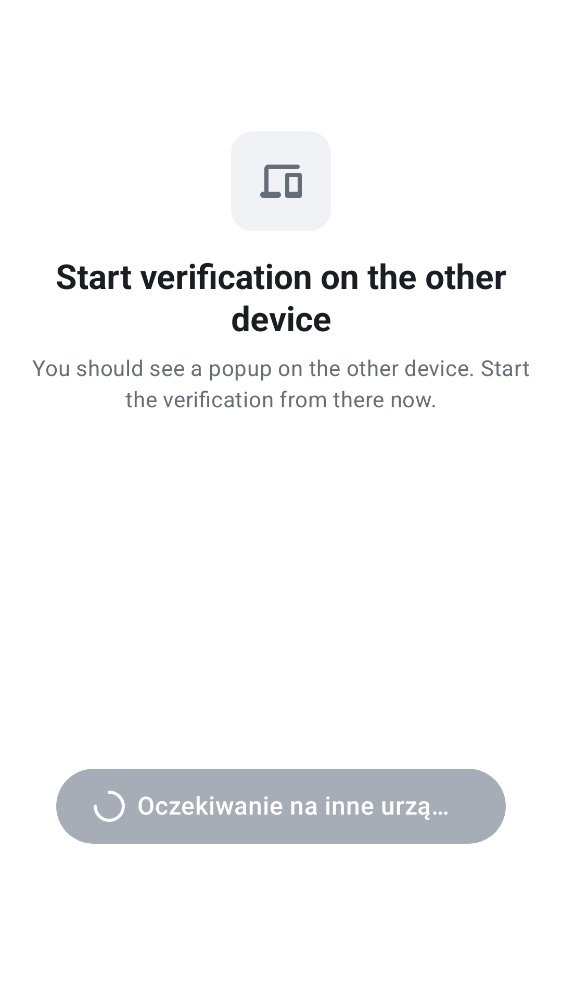 Start verification on the other
device
You should see a popup on the other device. Start
the verification from there now.
Oczekiwanie na inne urzą…